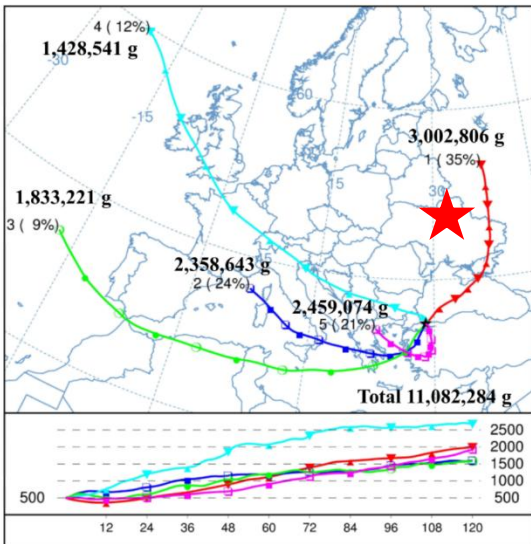 4 ( 12%)
1,428,541 g
-30
60
-15
3,002,806 g
1 ( 35%)
1,833,221 g
5
30
3 ( 9%)
2,358,643 g
2 ( 24%)
2,459,074 g
5 ( 21%)
Total 11,082,284 g
2500
2000
1500
1000
500
500
12 24 36 48 60 72 84 96 108 120